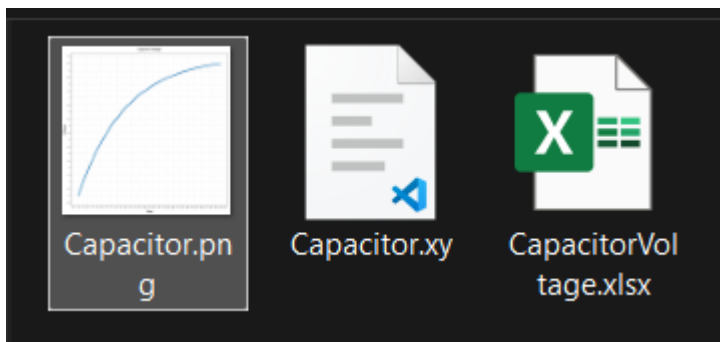 Capacitor.pn
g
Capacitor.xy
X
CapacitorVol
tage.xlsx